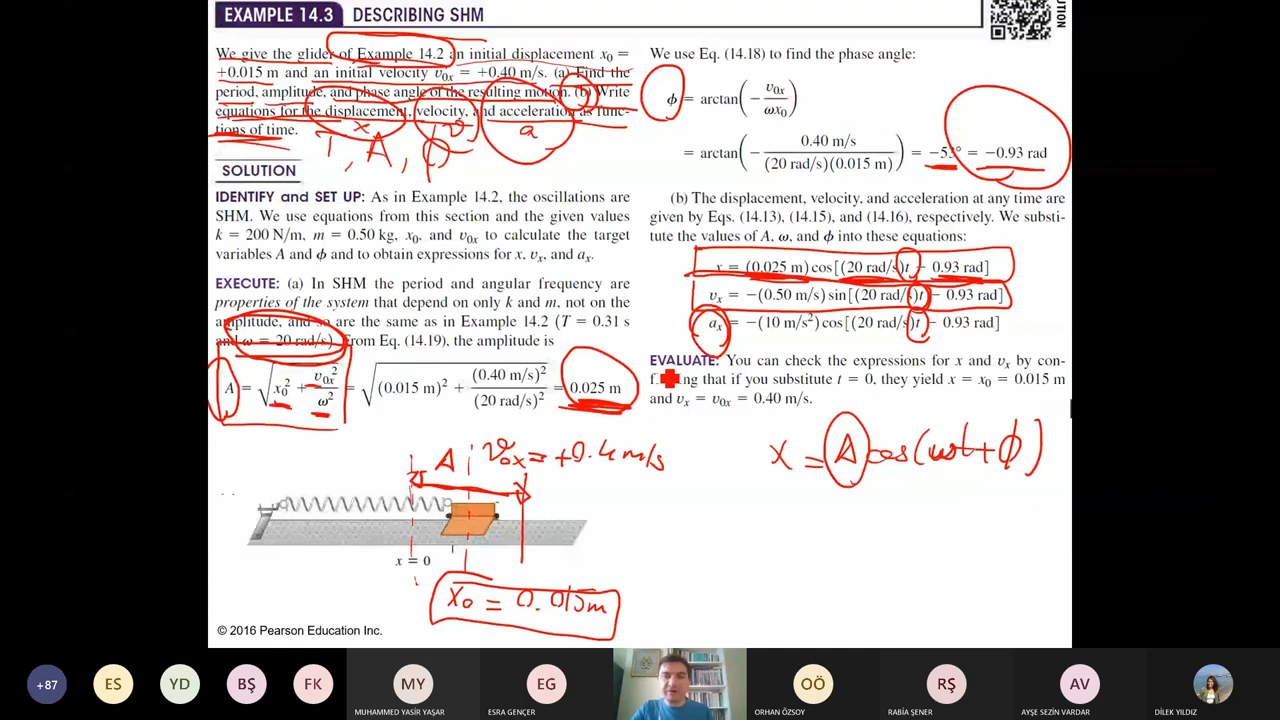 EXAMPLE 14.3 DESCRIBING SHM
We give the glider of Example 14.2 an initial displacement x₀ =
+0.015 m and an initial velocity v₀ₓ = +0.40 m/s. (a) Find the
period, amplitude, and phase angle of the resulting motion. (b) Write
equations for the displacement, velocity, and acceleration as func-
tions of time.
x v a
T, A, ϕ
SOLUTION
IDENTIFY and SET UP: As in Example 14.2, the oscillations are
SHM. We use equations from this section and the given values
k = 200 N/m, m = 0.50 kg, x₀, and v₀ₓ to calculate the target
variables A and ϕ and to obtain expressions for x, vₓ, and aₓ.
EXECUTE: (a) In SHM the period and angular frequency are
properties of the system that depend on only k and m, not on the
amplitude, and so are the same as in Example 14.2 (T = 0.31 s
and ω = 20 rad/s). From Eq. (14.19), the amplitude is
A = √(x₀² + v₀ₓ²/ω²) = √((0.015 m)² + (0.40 m/s)²/(20 rad/s)²) = 0.025 m
A v₀ₓ = +0.4 m/s
x = 0
x₀ = 0.015m
© 2016 Pearson Education Inc.
UTION
We use Eq. (14.18) to find the phase angle:
ϕ = arctan(− v₀ₓ/ωx₀)
= arctan(− 0.40 m/s/(20 rad/s)(0.015 m)) = −53° = −0.93 rad
(b) The displacement, velocity, and acceleration at any time are
given by Eqs. (14.13), (14.15), and (14.16), respectively. We substi-
tute the values of A, ω, and ϕ into these equations:
x = (0.025 m) cos[(20 rad/s)t − 0.93 rad]
vₓ = −(0.50 m/s) sin[(20 rad/s)t − 0.93 rad]
aₓ = −(10 m/s²) cos[(20 rad/s)t − 0.93 rad]
EVALUATE: You can check the expressions for x and vₓ by con-
f ng that if you substitute t = 0, they yield x = x₀ = 0.015 m
and vₓ = v₀ₓ = 0.40 m/s.
x = A cos(ωt + ϕ)
+87 ES YD BŞ FK MY EG OÖ RŞ AV
MUHAMMED YASİR YAŞAR ESRA GENÇER ORHAN ÖZSOY RABİA ŞENER AYŞE SEZİN VARDAR DİLEK YILDIZ